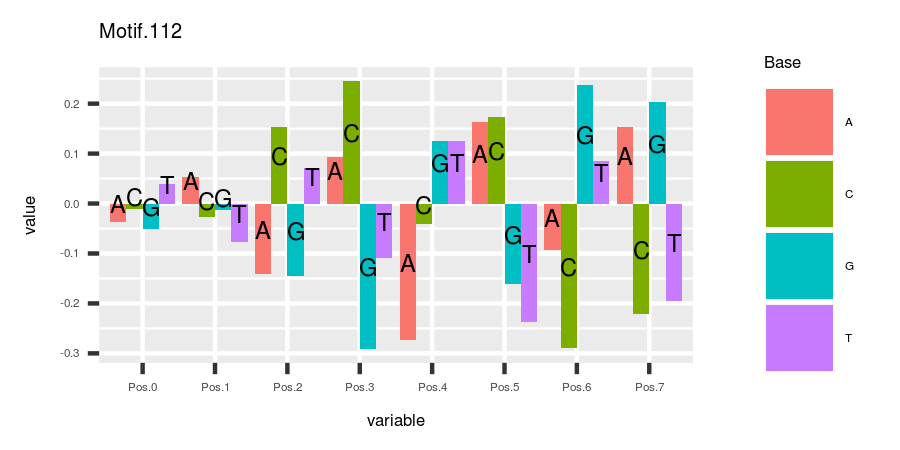 Motif.112
Base
A
C
G
T
value
0.2
0.1
0.0
-0.1
-0.2
-0.3
A C G T A C G T A C G T A C G T A C G T A C G T A C G T A C G T
Pos.0 Pos.1 Pos.2 Pos.3 Pos.4 Pos.5 Pos.6 Pos.7
variable